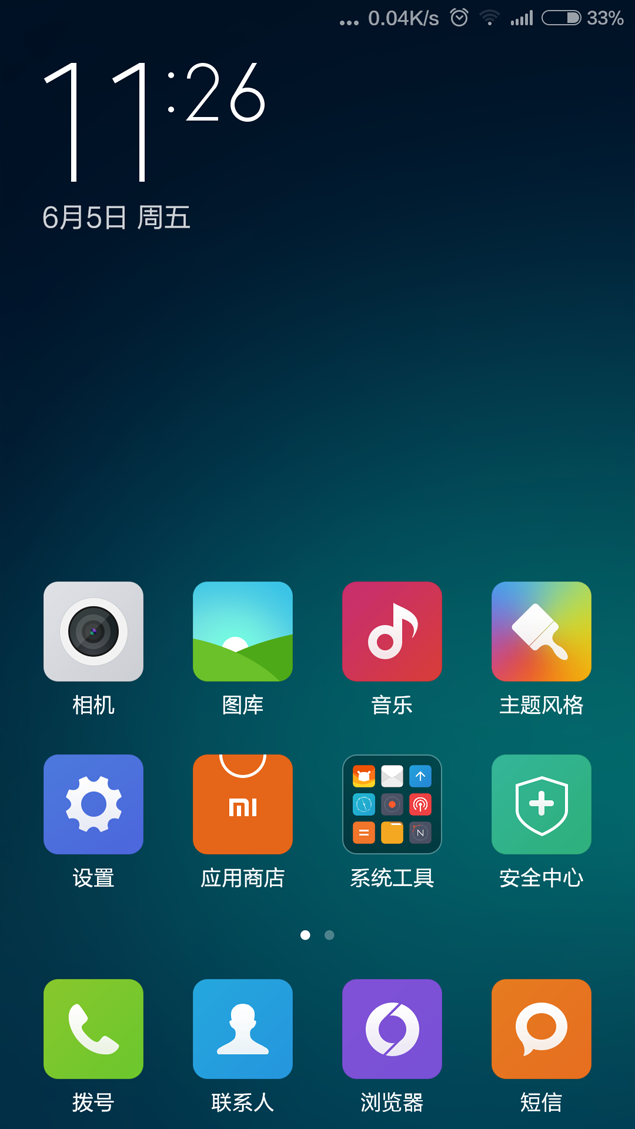 ... 0.04K/s 33%
11:26
6月5日 周五
相机 图库 音乐 主题风格
MI
N
设置 应用商店 系统工具 安全中心
拨号 联系人 浏览器 短信